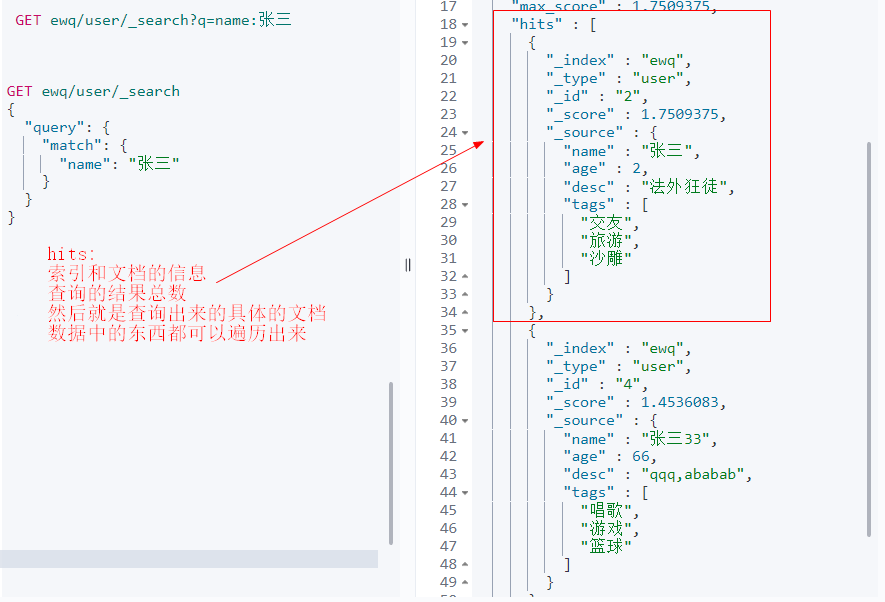 GET ewq/user/_search?q=name:张三
GET ewq/user/_search
{
"query": {
"match": {
"name": "张三"
}
}
}
hits:
索引和文档的信息
查询的结果总数
然后就是查询出来的具体的文档
数据中的东西都可以遍历出来
17 "max_score" : 1.7509375,
18 "hits" : [
19 {
20 "_index" : "ewq",
21 "_type" : "user",
22 "_id" : "2",
23 "_score" : 1.7509375,
24 "_source" : {
25 "name" : "张三",
26 "age" : 2,
27 "desc" : "法外狂徒",
28 "tags" : [
29 "交友",
30 "旅游",
31 "沙雕"
32 ]
33 }
34 },
35 {
36 "_index" : "ewq",
37 "_type" : "user",
38 "_id" : "4",
39 "_score" : 1.4536083,
40 "_source" : {
41 "name" : "张三33",
42 "age" : 66,
43 "desc" : "qqq,ababab",
44 "tags" : [
45 "唱歌",
46 "游戏",
47 "篮球"
48 ]
49 }